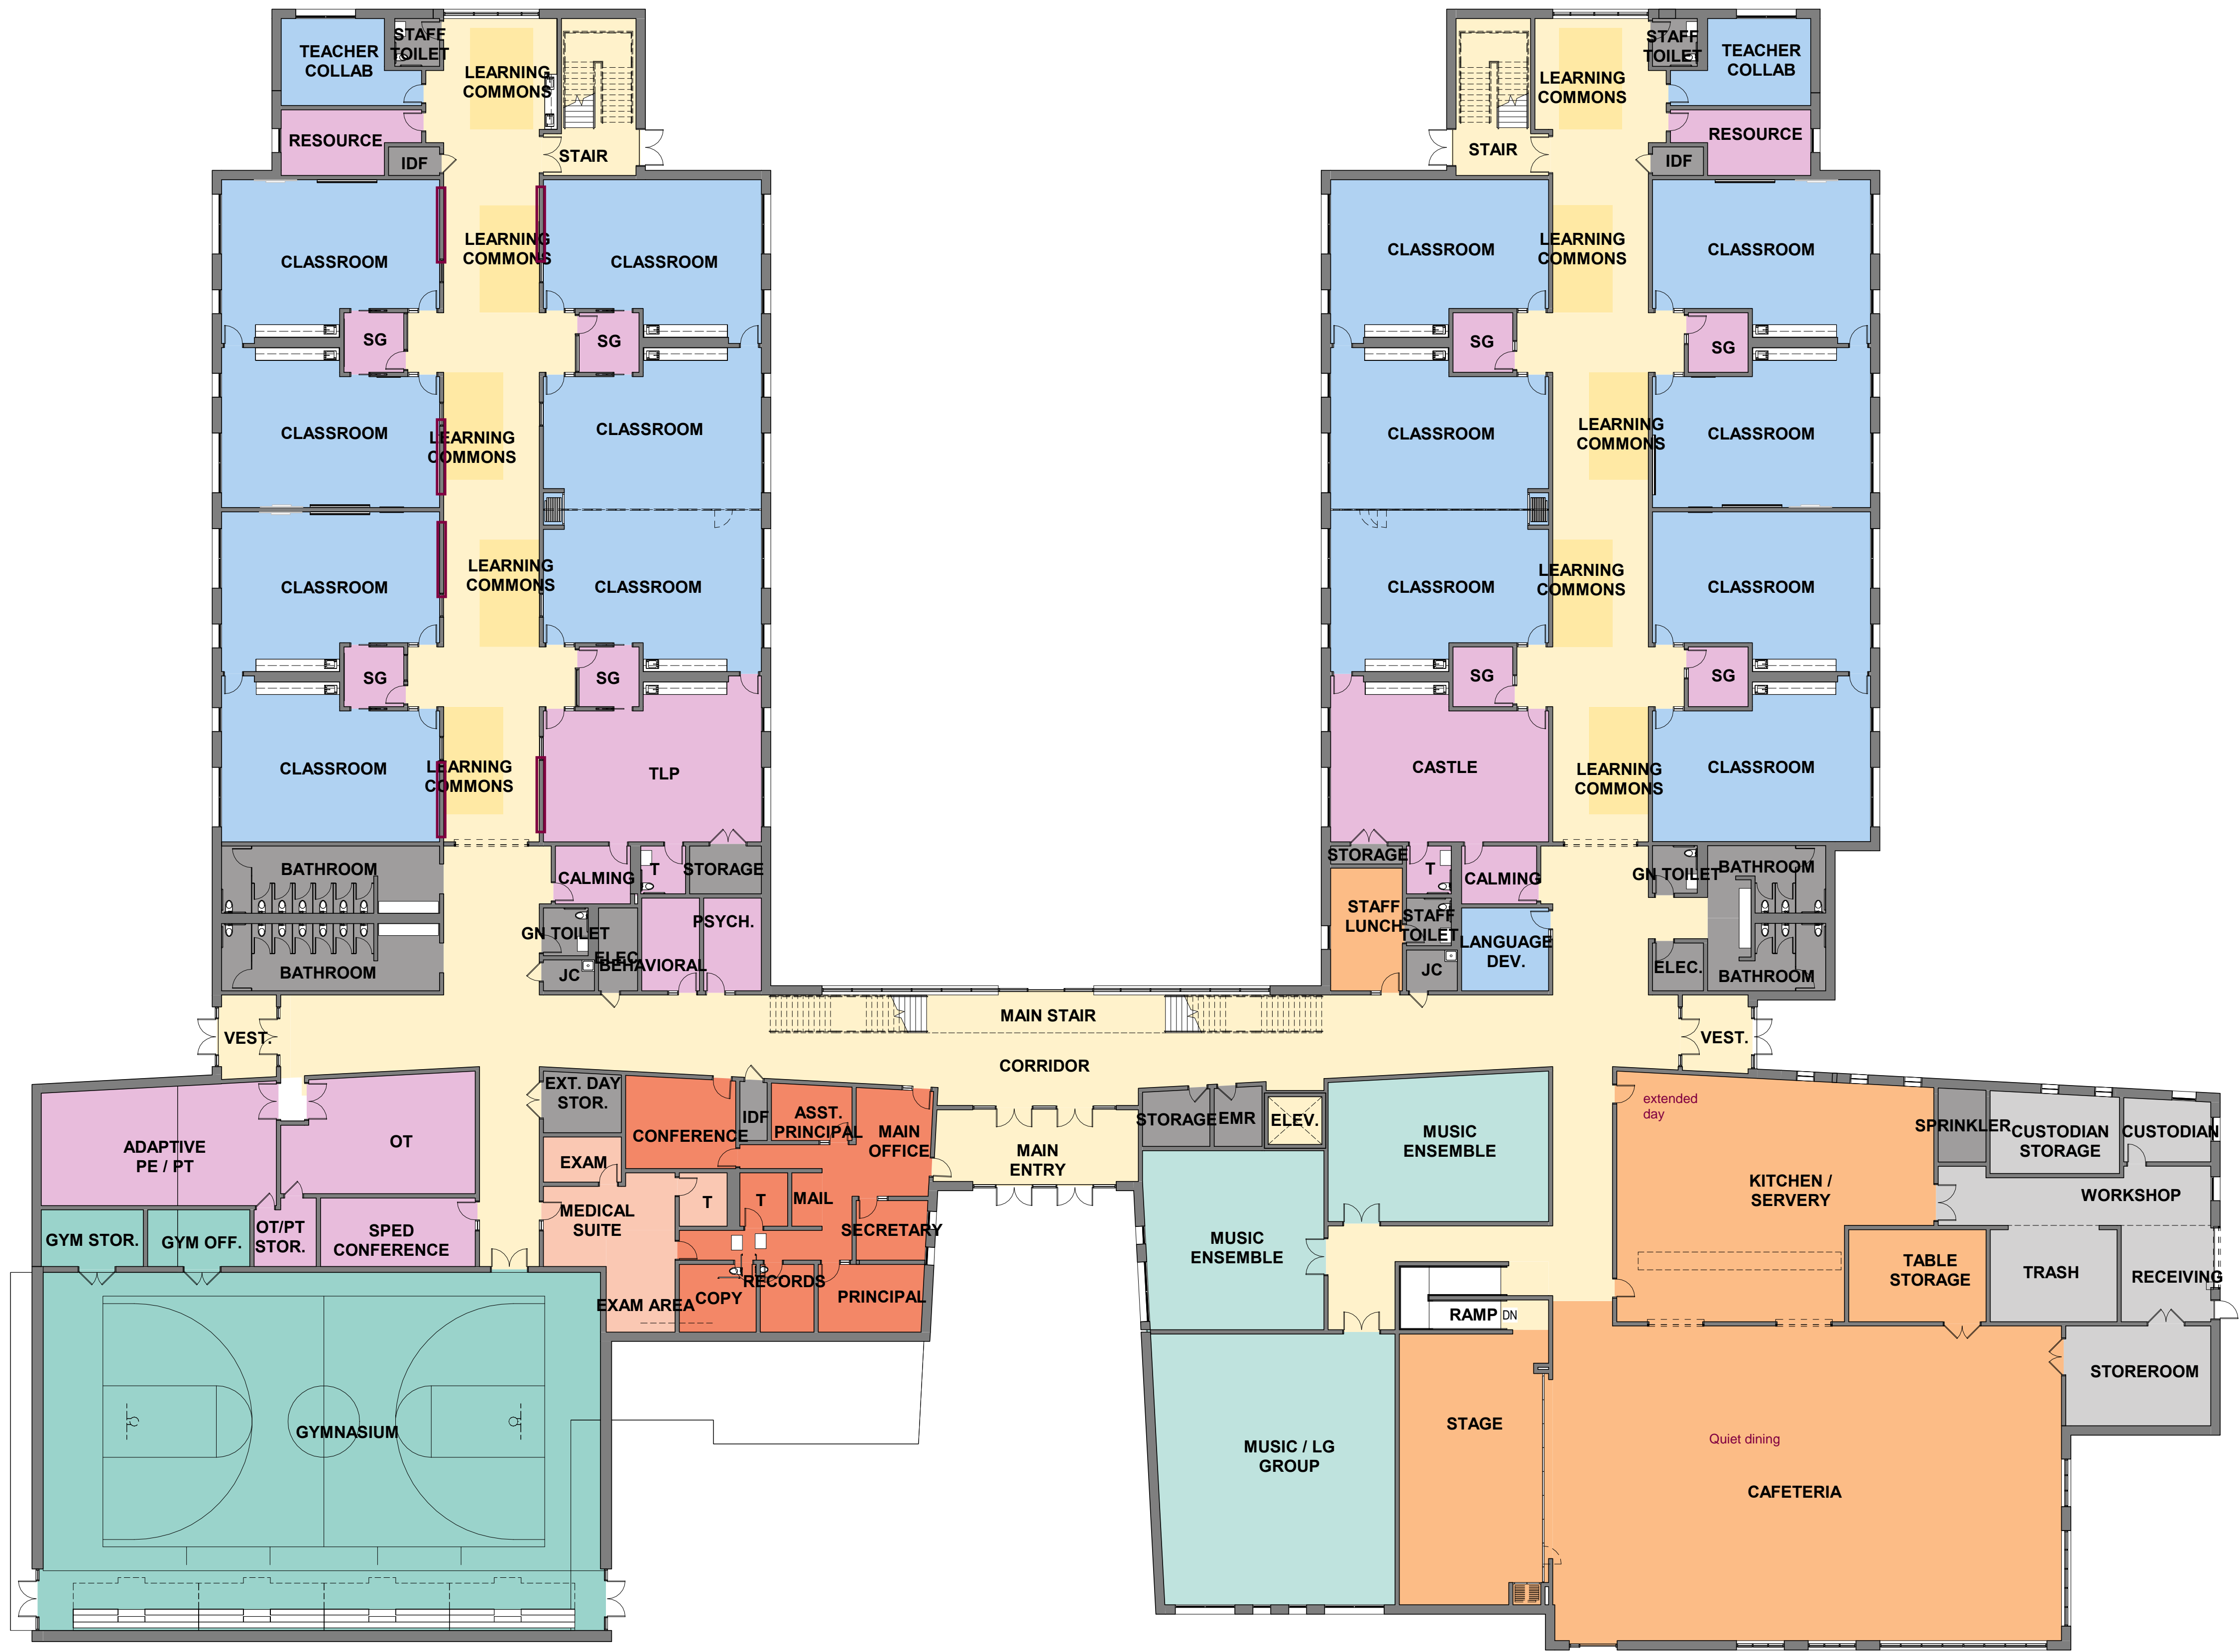 TEACHER
COLLAB
STAFF
TOILET
LEARNING
COMMONS
RESOURCE
IDF
STAIR
CLASSROOM
LEARNING
COMMONS
CLASSROOM
SG
SG
CLASSROOM
LEARNING
COMMONS
CLASSROOM
CLASSROOM
LEARNING
COMMONS
CLASSROOM
SG
SG
CLASSROOM
LEARNING
COMMONS
TLP
BATHROOM
CALMING
T
STORAGE
GN TOILET
ELEC.
BEHAVIORAL
PSYCH.
JC
BATHROOM
LEARNING
COMMONS
STAFF
TOILET
TEACHER
COLLAB
STAIR
RESOURCE
IDF
CLASSROOM
LEARNING
COMMONS
CLASSROOM
SG
SG
CLASSROOM
LEARNING
COMMONS
CLASSROOM
CLASSROOM
LEARNING
COMMONS
CLASSROOM
SG
SG
CASTLE
LEARNING
COMMONS
CLASSROOM
STORAGE
T
CALMING
GN TOILET
BATHROOM
STAFF
LUNCH
STAFF
TOILET
LANGUAGE
DEV.
JC
ELEC.
BATHROOM
VEST.
MAIN STAIR
CORRIDOR
VEST.
ADAPTIVE
PE / PT
OT
EXT. DAY
STOR.
CONFERENCE
IDF
ASST.
PRINCIPAL
MAIN
OFFICE
MAIN
ENTRY
EXAM
MEDICAL
SUITE
T
T
MAIL
SECRETARY
GYM STOR.
GYM OFF.
OT/PT
STOR.
SPED
CONFERENCE
EXAM AREA
COPY
RECORDS
PRINCIPAL
GYMNASIUM
STORAGE
EMR
ELEV.
MUSIC
ENSEMBLE
MUSIC
ENSEMBLE
RAMP
DN
MUSIC / LG
GROUP
STAGE
extended
day
KITCHEN /
SERVERY
SPRINKLER
CUSTODIAN
STORAGE
CUSTODIAN
WORKSHOP
TABLE
STORAGE
TRASH
RECEIVING
STOREROOM
Quiet dining
CAFETERIA